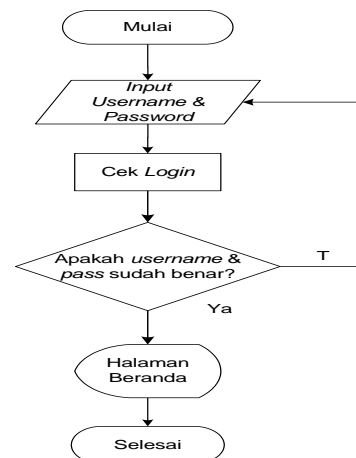 Mulai
Input
Username &
Password
Cek Login
Apakah username &
pass sudah benar?
T
Ya
Halaman
Beranda
Selesai